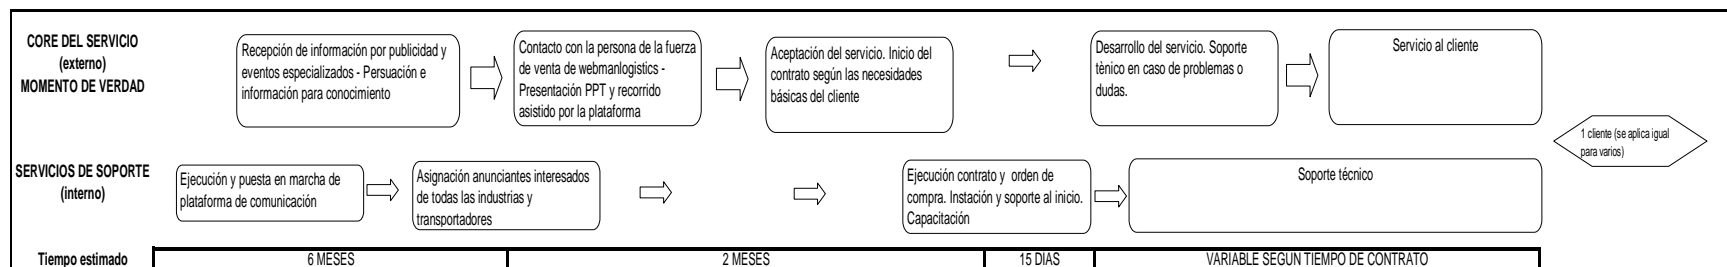 CORE DEL SERVICIO
(externo)
MOMENTO DE VERDAD
Recepción de información por publicidad y
eventos especializados - Persuación e
información para conocimiento
Contacto con la persona de la fuerza
de venta de webmanlogistics -
Presentación PPT y recorrido
asistido por la plataforma
Aceptación del servicio. Inicio del
contrato según las necesidades
básicas del cliente
Desarrollo del servicio. Soporte
tècnico en caso de problemas o
dudas.
Servicio al cliente
1 cliente (se aplica igual
para varios)
SERVICIOS DE SOPORTE
(interno)
Ejecución y puesta en marcha de
plataforma de comunicación
Asignación anunciantes interesados
de todas las industrias y
transportadores
Ejecución contrato y orden de
compra. Instación y soporte al inicio.
Capacitación
Soporte técnico
Tiempo estimado
6 MESES
2 MESES
15 DIAS
VARIABLE SEGUN TIEMPO DE CONTRATO